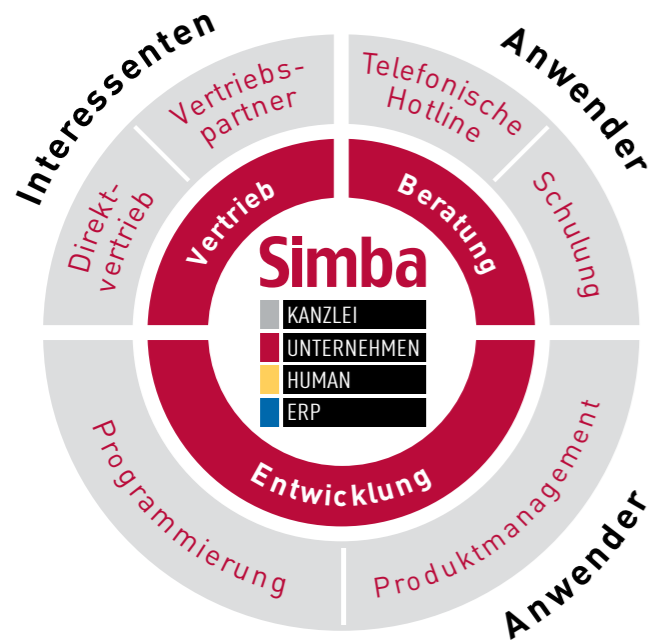 Interessenten
Anwender
Vertriebs-
partner
Telefonische
Hotline
Direkt-
vertrieb
Schulung
Vertrieb
Beratung
Simba
KANZLEI
UNTERNEHMEN
HUMAN
ERP
Entwicklung
Programmierung
Produktmanagement
Anwender